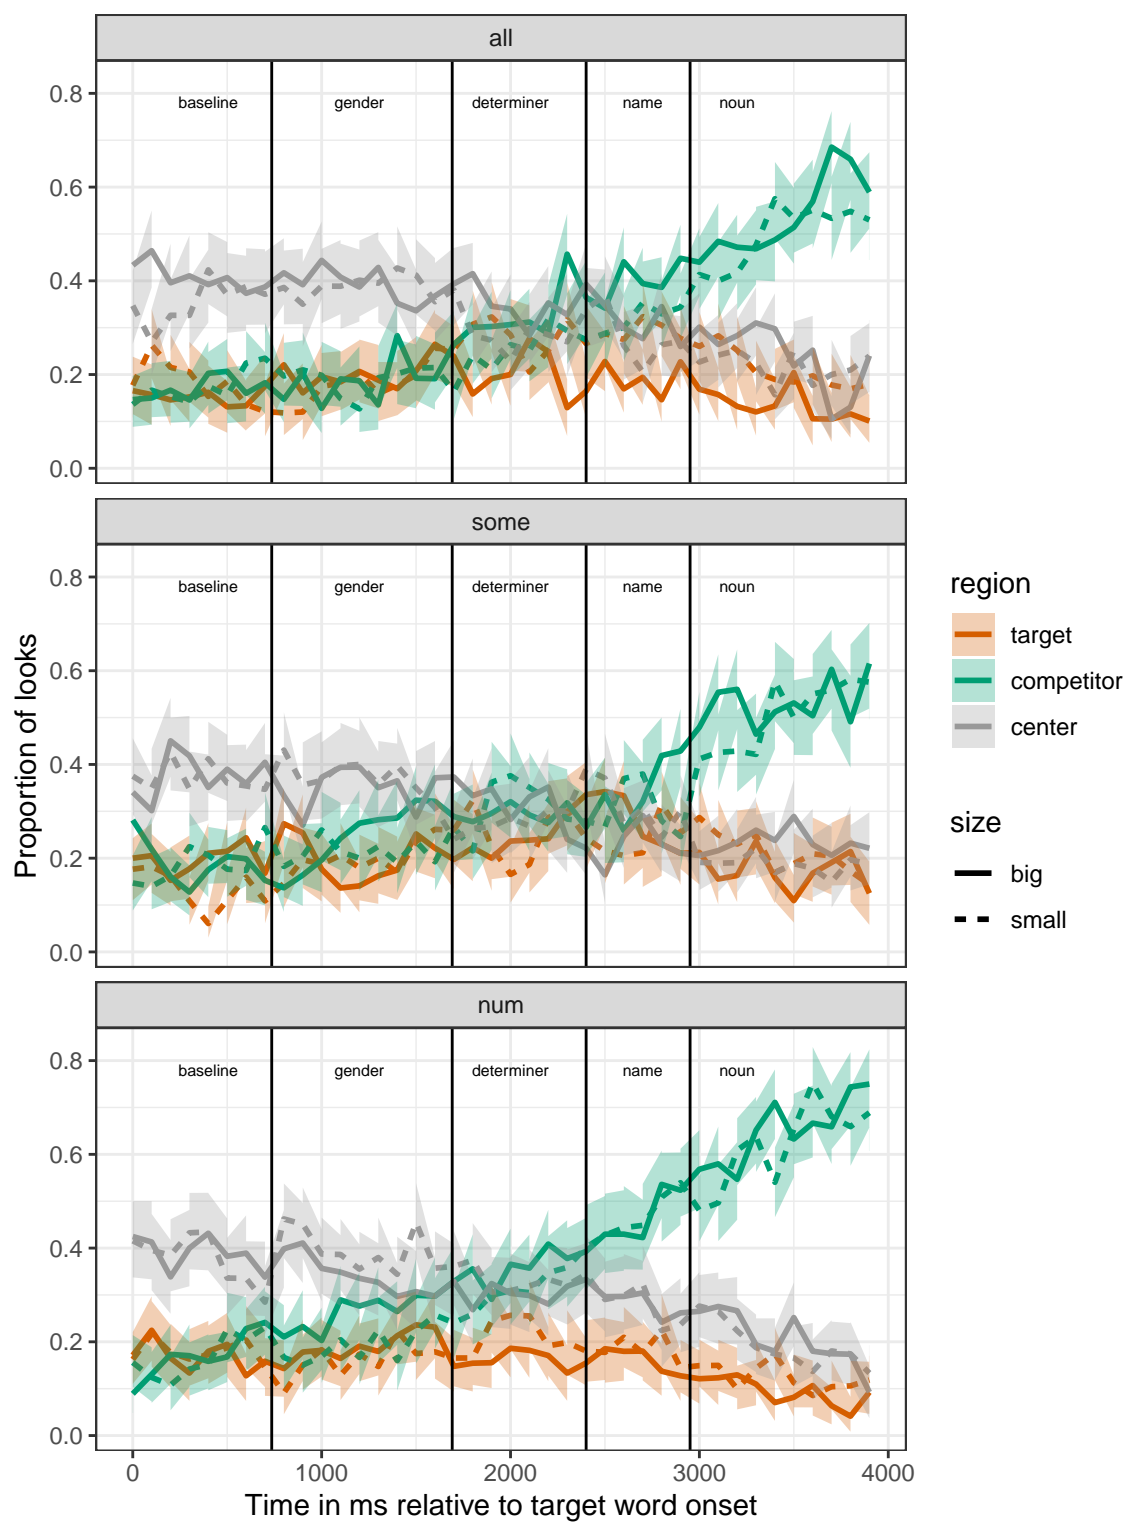 all
0.8
baseline gender determiner name noun
0.6
0.4
0.2
0.0
some
0.8
baseline gender determiner name noun
0.6
0.4
0.2
0.0
num
0.8
baseline gender determiner name noun
0.6
0.4
0.2
0.0
0 1000 2000 3000 4000
Time in ms relative to target word onset
Proportion of looks
region
target
competitor
center
size
big
small